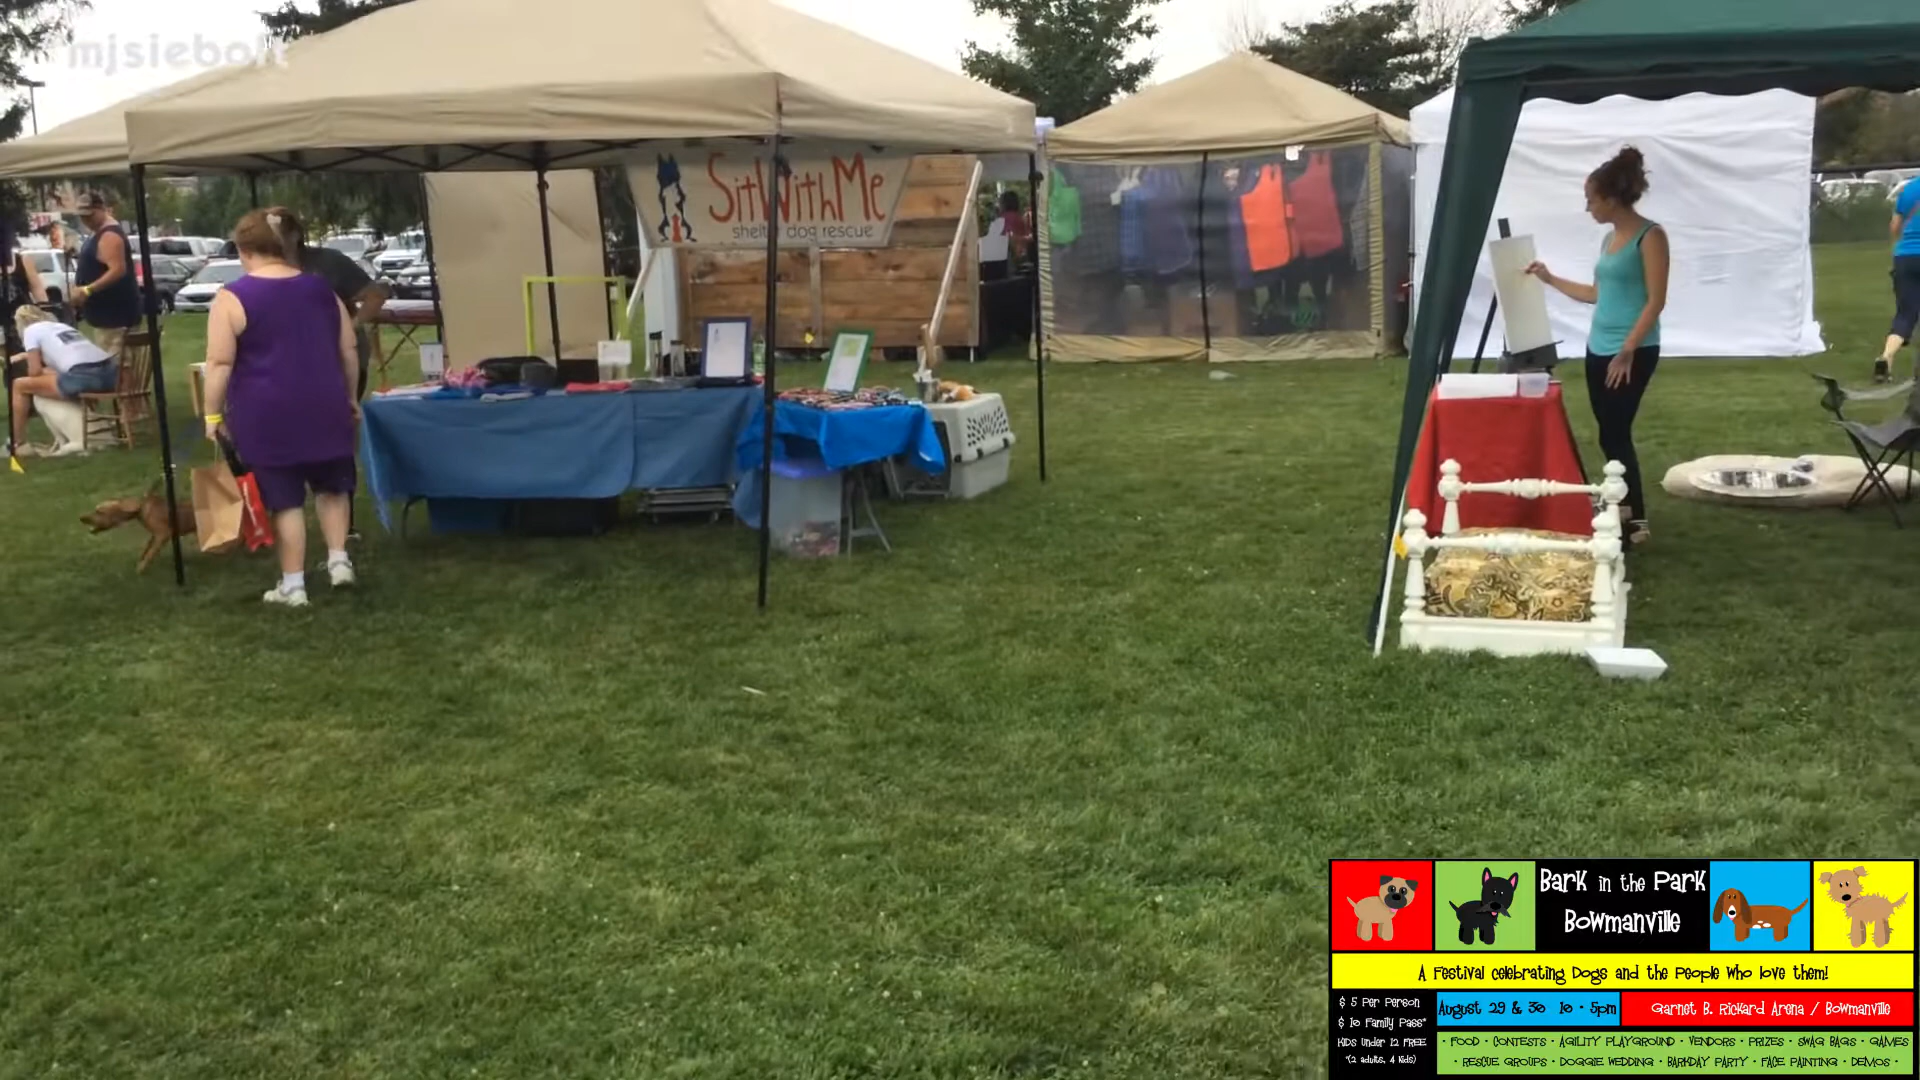 mjsiebolt
SitWithMe
shelter dog rescue
Bark in the Park
Bowmanville
A Festival celebrating Dogs and the People Who love them!
$ 5 Per Person
$ 10 Family Pass*
Kids under 12 FREE
*(2 adults, 4 Kids)
August 29 & 30 10 - 5pm
Garnet B. Rickard Arena / Bowmanville
· FOOD · CONTESTS · AGILITY PLAYGROUND · VENDORS · PRIZES · SWAG BAGS · GAMES
· RESCUE GROUPS · DOGGIE WEDDING · BARKDAY PARTY · FACE PAINTING · DEMOS ·